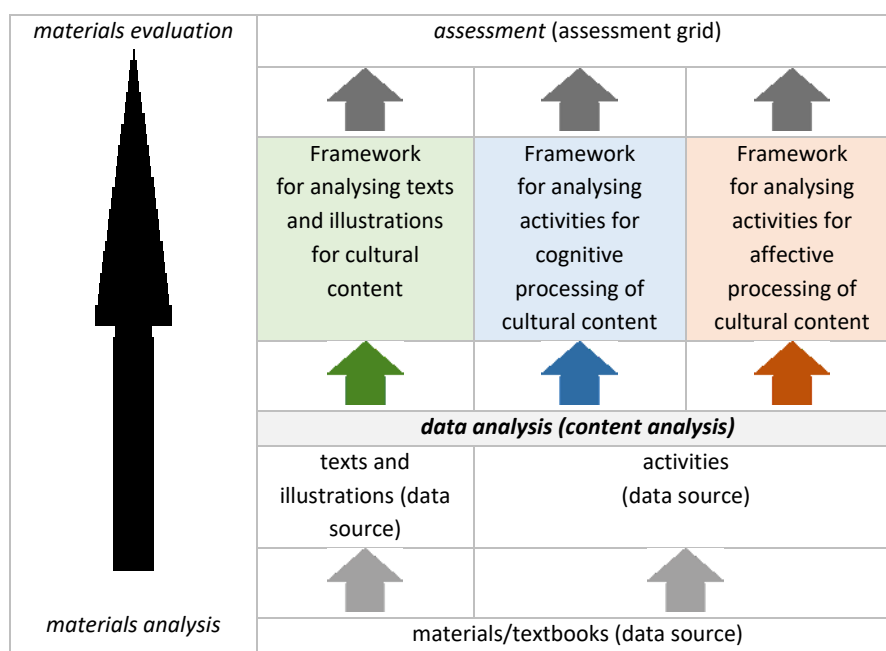 materials evaluation
assessment (assessment grid)
Framework
for analysing texts
and illustrations
for cultural
content
Framework
for analysing
activities for
cognitive
processing of
cultural content
Framework
for analysing
activities for
affective
processing of
cultural content
data analysis (content analysis)
texts and
illustrations (data
source)
activities
(data source)
materials analysis
materials/textbooks (data source)